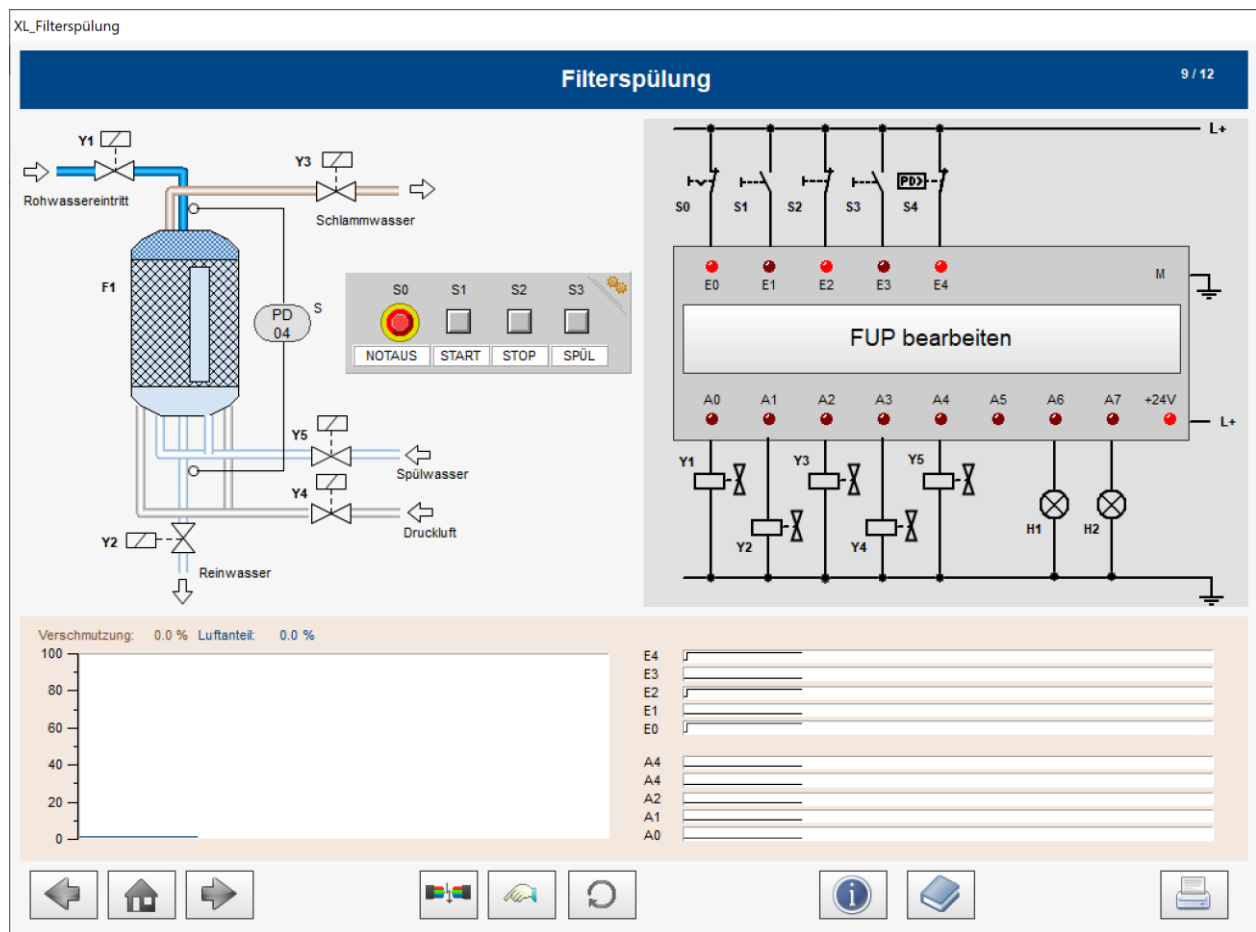 XL_Filterspülung
Filterspülung
9 / 12
Y1
Rohwassereintritt
Y3
Schlammwasser
F1
PD
04
S
S0 S1 S2 S3
NOTAUS START STOP SPÜL
Y5
Spülwasser
Y4
Druckluft
Y2
Reinwasser
L+
PD>
S0 S1 S2 S3 S4
E0 E1 E2 E3 E4
M
FUP bearbeiten
A0 A1 A2 A3 A4 A5 A6 A7 +24V
L+
Y1 Y3 Y5
Y2 Y4 H1 H2
Verschmutzung: 0.0 % Luftanteil: 0.0 %
100
80
60
40
20
0
E4
E3
E2
E1
E0
A4
A4
A2
A1
A0
i